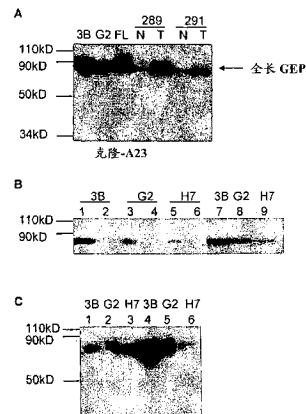 A
289 291
3B G2 FL N T N T
110kD
90kD
50kD
34kD
全长 GEP
克隆-A23
B
3B G2 H7 3B G2 H7
1 2 3 4 5 6 7 8 9
110kD
90kD
C
3B G2 H7 3B G2 H7
1 2 3 4 5 6
110kD
90kD
50kD